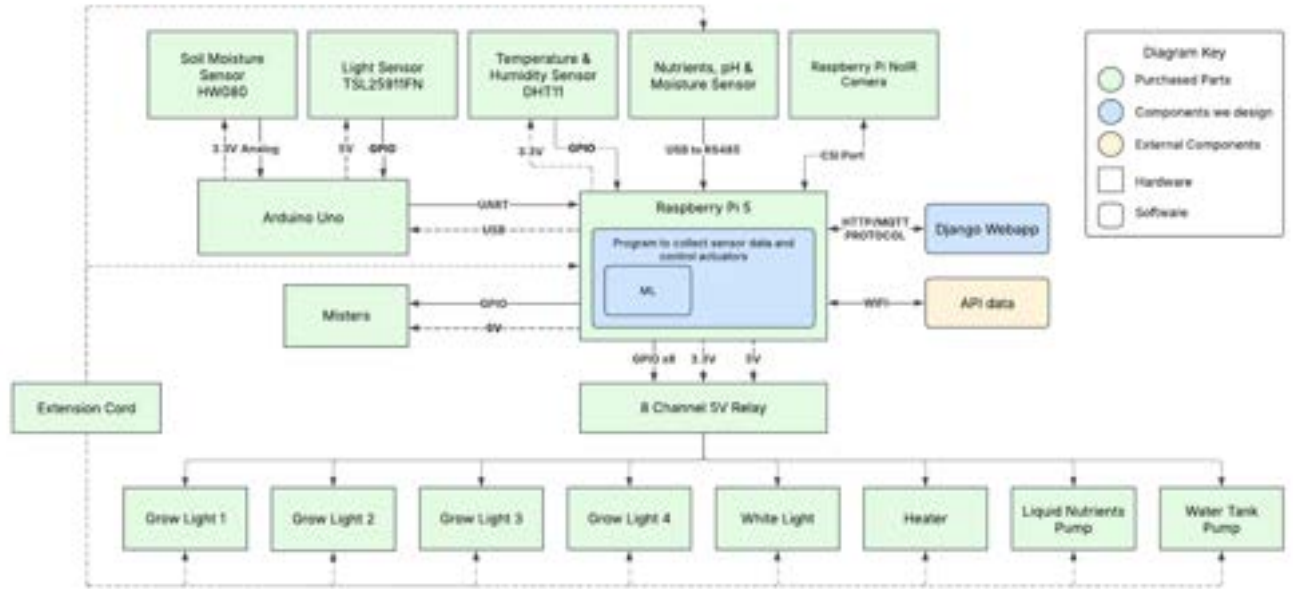 Soil Moisture
Sensor
HW080
Light Sensor
TSL25911FN
Temperature &
Humidity Sensor
DHT11
Nutrients, pH &
Moisture Sensor
Raspberry Pi NoIR
Camera
Diagram Key
Purchased Parts
Components we design
External Components
Hardware
Software
3.3V Analog
5V
GPIO
3.3V
GPIO
USB to RS485
CSI Port
Arduino Uno
UART
USB
Raspberry Pi 5
Program to collect sensor data and
control actuators
ML
HTTP/MQTT
PROTOCOL
Django Webapp
WIFI
API data
Misters
GPIO
5V
GPIO x8
3.3V
5V
Extension Cord
8 Channel 5V Relay
Grow Light 1
Grow Light 2
Grow Light 3
Grow Light 4
White Light
Heater
Liquid Nutrients
Pump
Water Tank
Pump